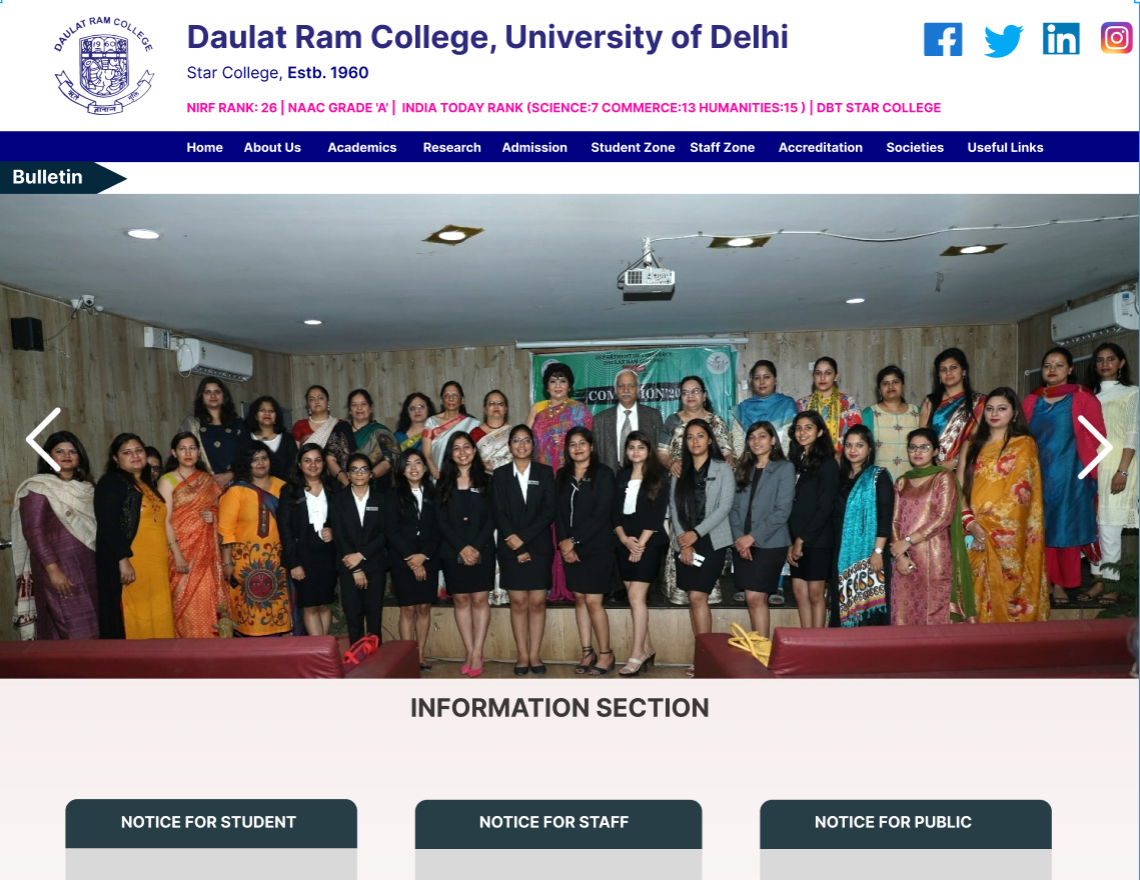 DAULAT RAM COLLEGE
1960
Daulat Ram College, University of Delhi
Star College, Estb. 1960
NIRF RANK: 26 | NAAC GRADE 'A' | INDIA TODAY RANK (SCIENCE:7 COMMERCE:13 HUMANITIES:15 ) | DBT STAR COLLEGE
Home About Us Academics Research Admission Student Zone Staff Zone Accreditation Societies Useful Links
Bulletin
INFORMATION SECTION
NOTICE FOR STUDENT NOTICE FOR STAFF NOTICE FOR PUBLIC